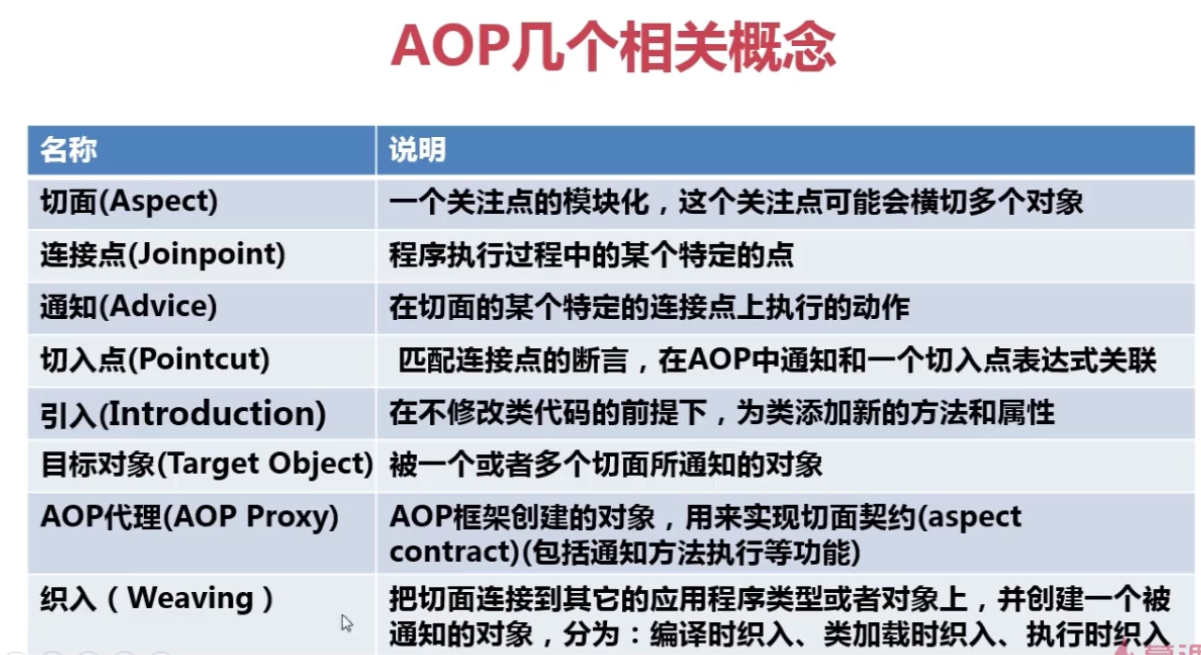 AOP几个相关概念
名称
说明
切面(Aspect)
一个关注点的模块化，这个关注点可能会横切多个对象
连接点(Joinpoint)
程序执行过程中的某个特定的点
通知(Advice)
在切面的某个特定的连接点上执行的动作
切入点(Pointcut)
匹配连接点的断言，在AOP中通知和一个切入点表达式关联
引入(Introduction)
在不修改类代码的前提下，为类添加新的方法和属性
目标对象(Target Object)
被一个或者多个切面所通知的对象
AOP代理(AOP Proxy)
AOP框架创建的对象，用来实现切面契约(aspect
contract)(包括通知方法执行等功能)
织入（Weaving）
把切面连接到其它的应用程序类型或者对象上，并创建一个被
通知的对象，分为：编译时织入、类加载时织入、执行时织入